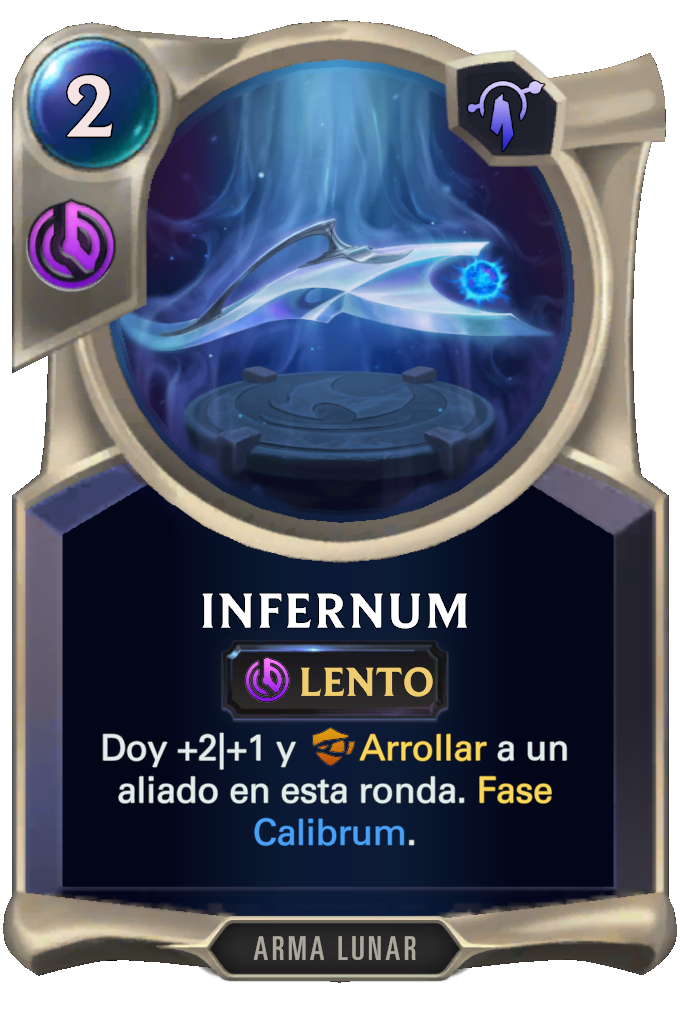 2
INFERNUM
LENTO
Doy +2|+1 y Arrollar a un
aliado en esta ronda. Fase
Calibrum.
ARMA LUNAR